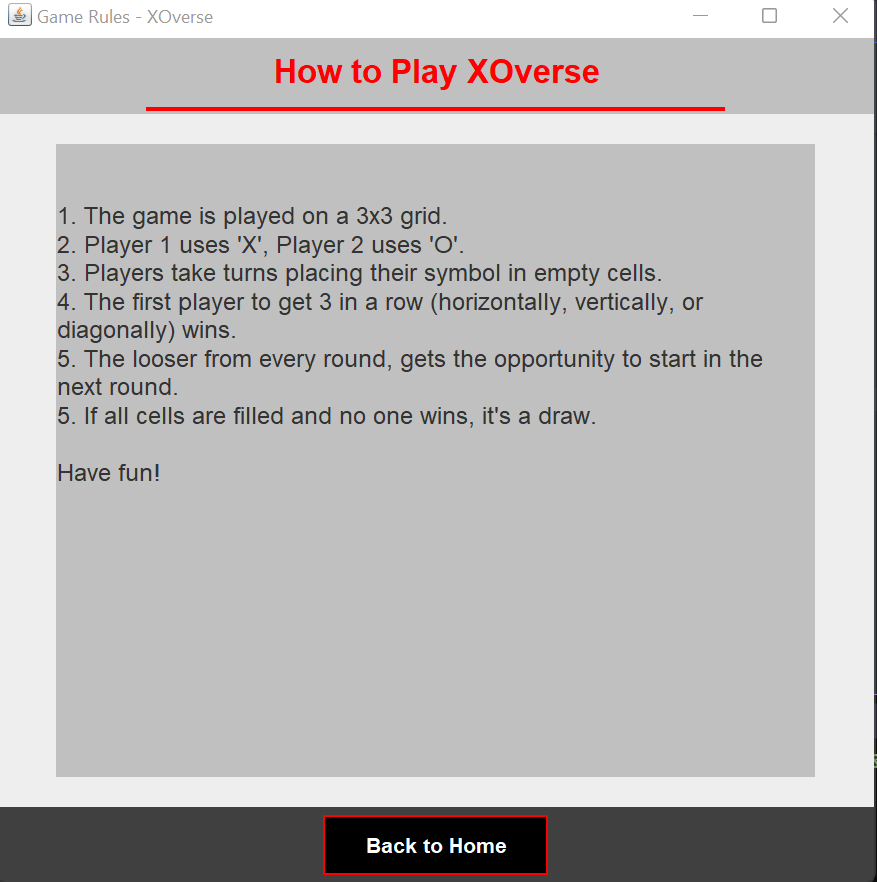 Game Rules - XOverse
How to Play XOverse
1. The game is played on a 3x3 grid.
2. Player 1 uses 'X', Player 2 uses 'O'.
3. Players take turns placing their symbol in empty cells.
4. The first player to get 3 in a row (horizontally, vertically, or
diagonally) wins.
5. The looser from every round, gets the opportunity to start in the
next round.
5. If all cells are filled and no one wins, it's a draw.
Have fun!
Back to Home